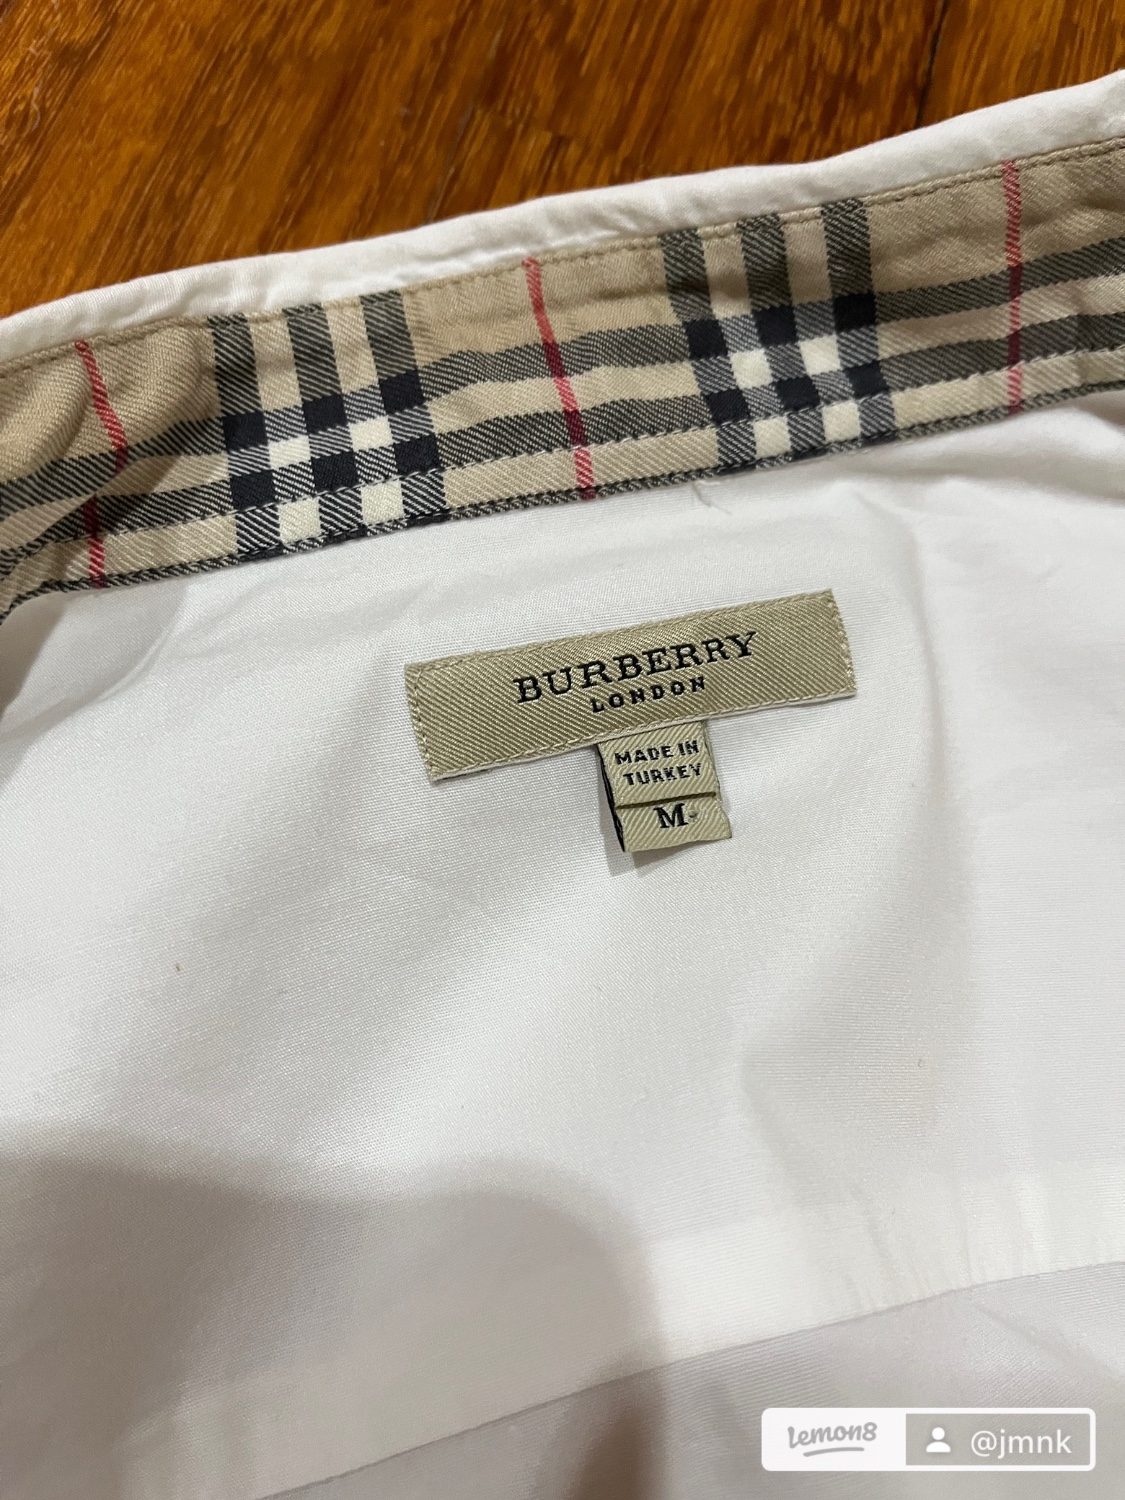 BURBERRY
LONDON
MADE IN
TURKEY
M
lemon8
@jmnk